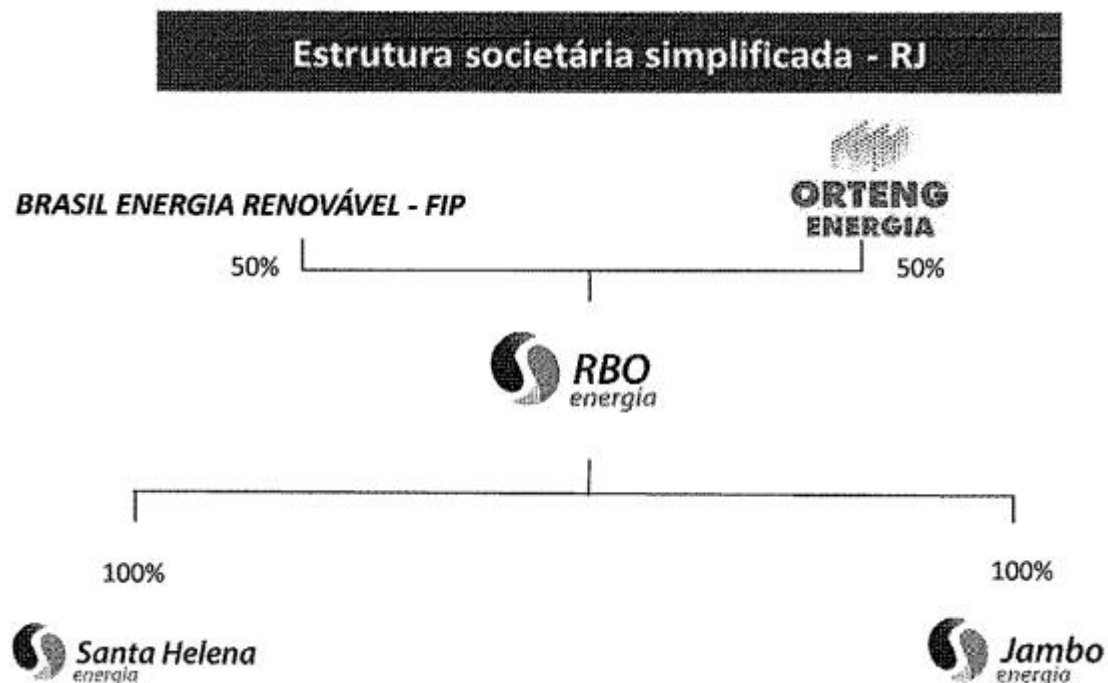 Estrutura societária simplificada - RJ
BRASIL ENERGIA RENOVÁVEL - FIP
ORTENG
ENERGIA
50%
50%
RBO
energia
100%
100%
Santa Helena
energia
Jambo
energia